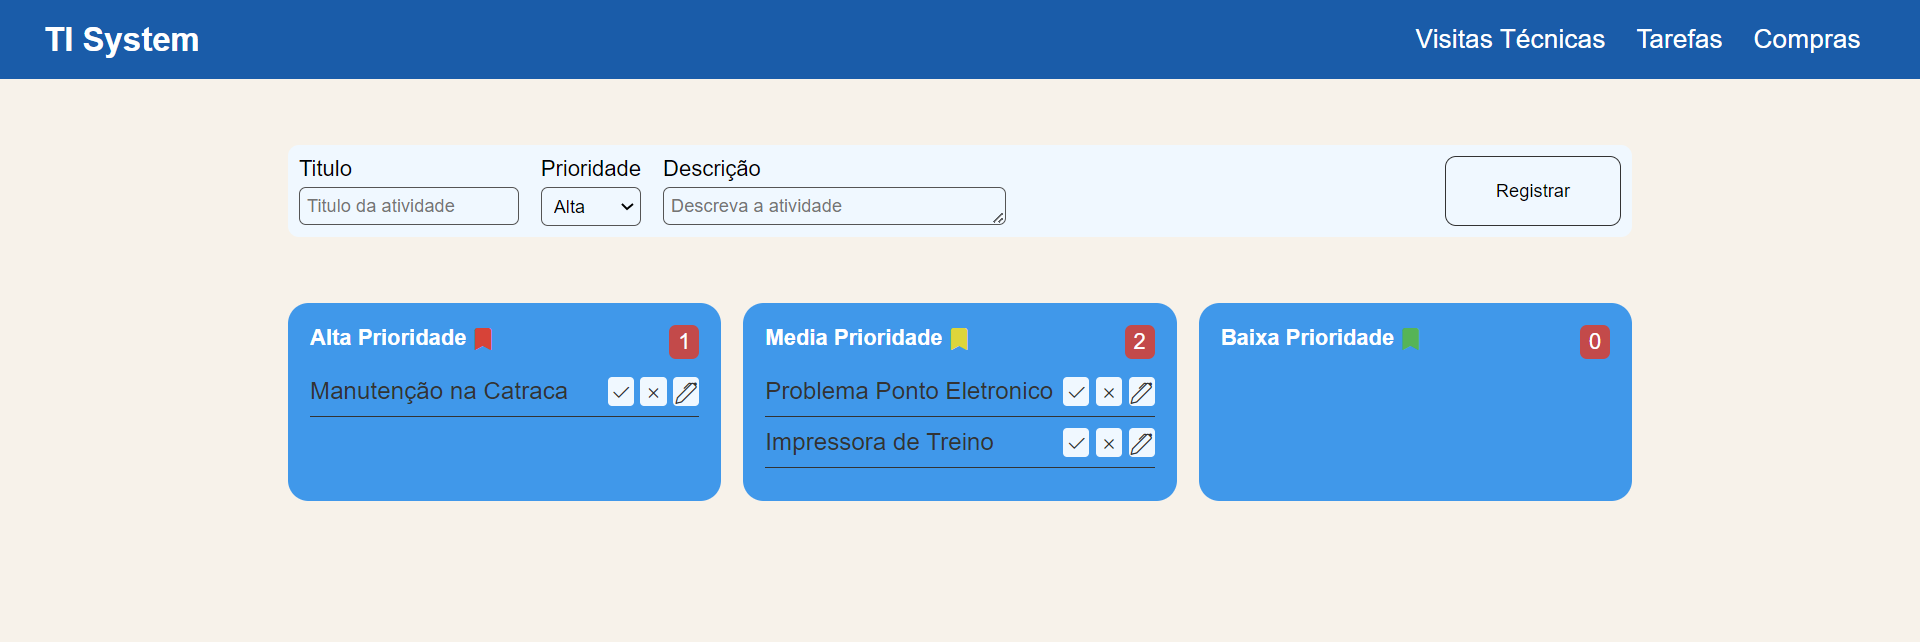 TI System
Visitas Técnicas Tarefas Compras
Titulo Prioridade Descrição
Titulo da atividade Alta Descreva a atividade Registrar
Alta Prioridade 1
Manutenção na Catraca
Media Prioridade 2
Problema Ponto Eletronico
Impressora de Treino
Baixa Prioridade 0